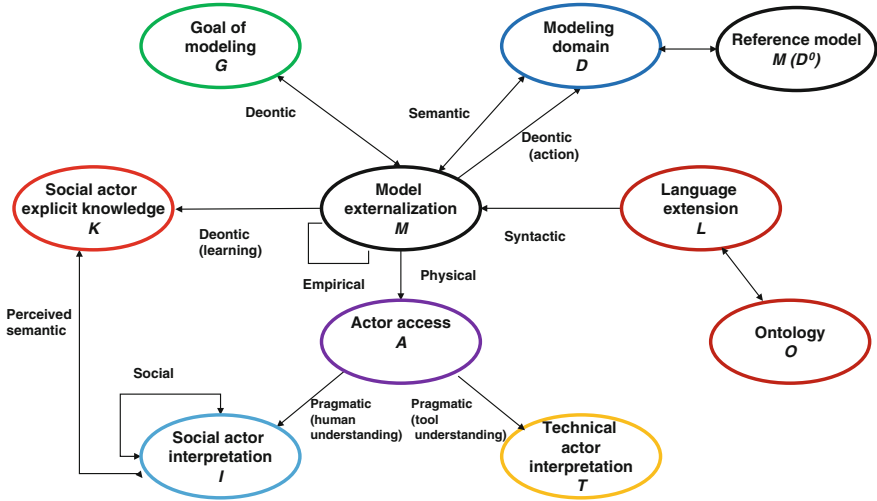 Goal of
modeling
G
Modeling
domain
D
Reference model
M (D⁰)
Deontic
Semantic
Deontic
(action)
Social actor
explicit knowledge
K
Model
externalization
M
Language
extension
L
Deontic
(learning)
Syntactic
Empirical
Physical
Perceived
semantic
Actor access
A
Ontology
O
Social
Pragmatic
(human
understanding)
Pragmatic
(tool
understanding)
Social actor
interpretation
I
Technical
actor
interpretation
T